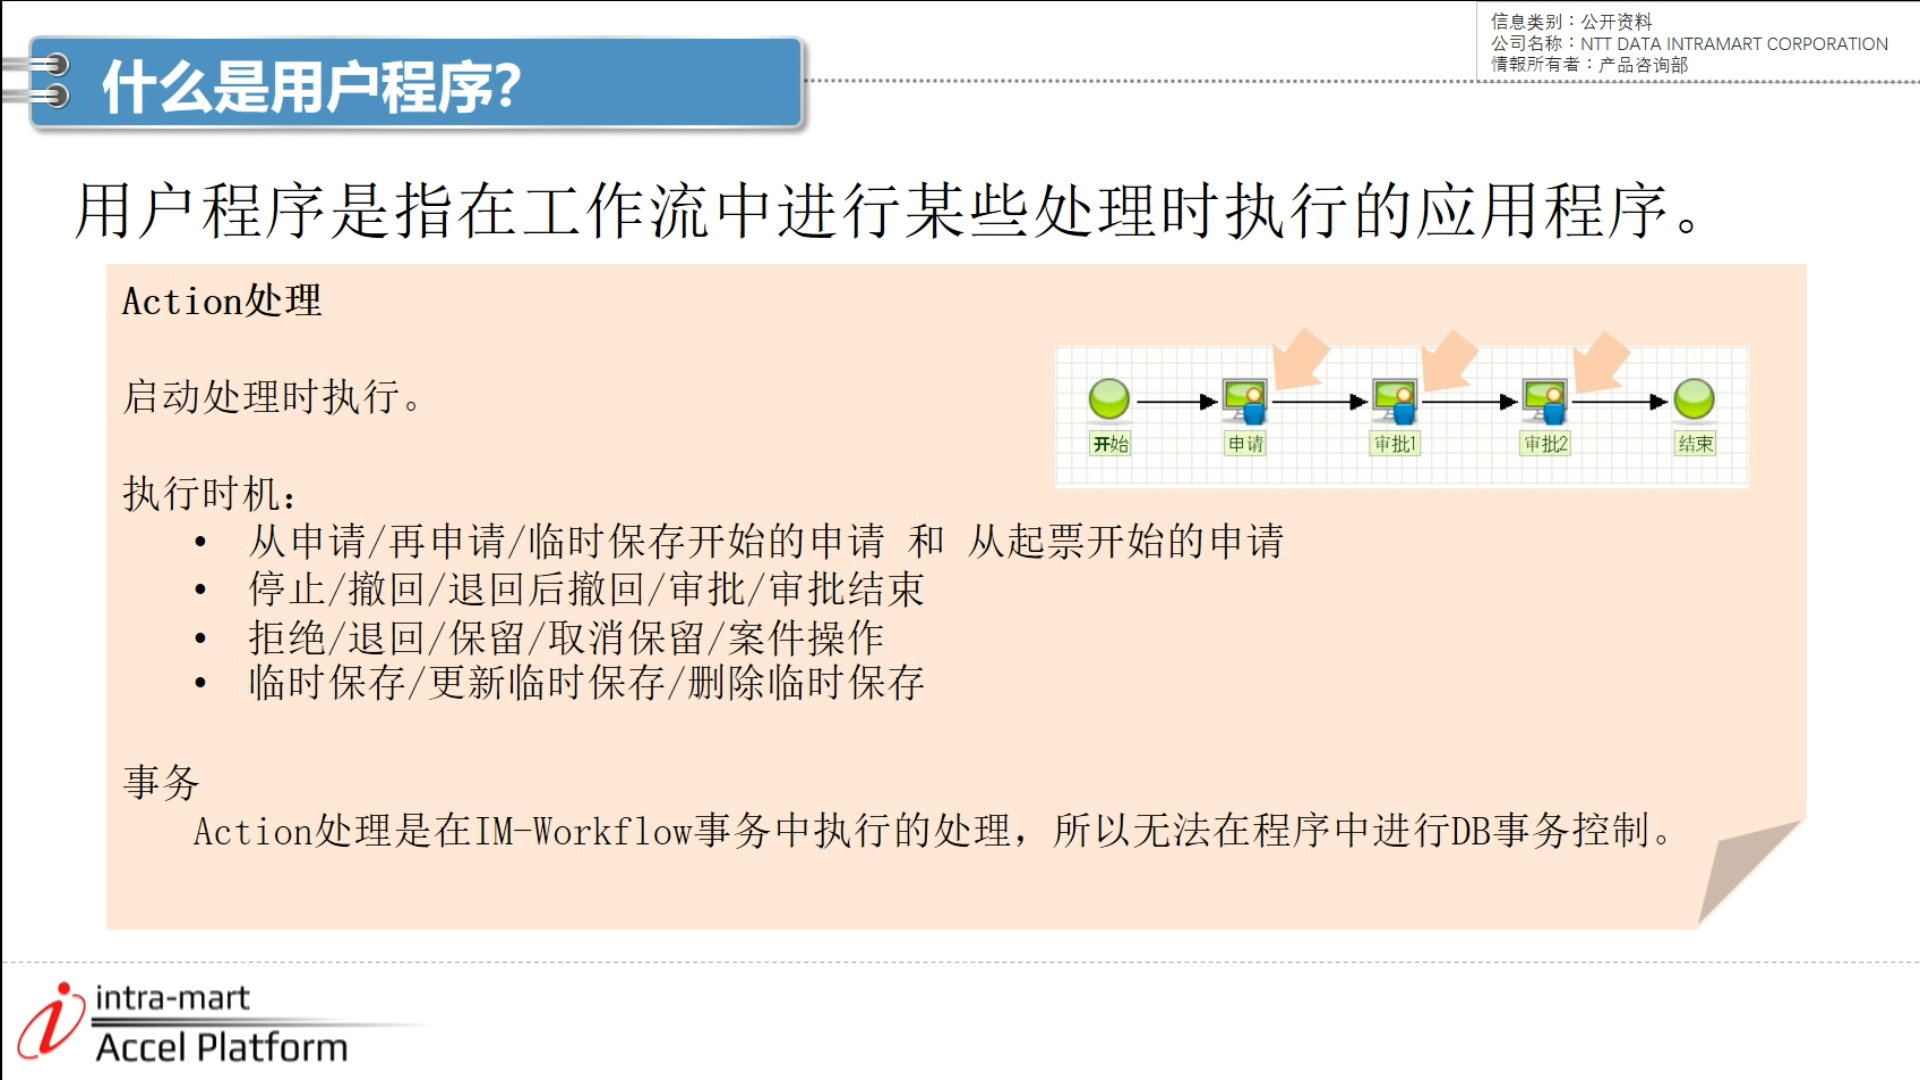 信息类别：公开资料
公司名称：NTT DATA INTRAMART CORPORATION
情報所有者：产品咨询部
什么是用户程序?
用户程序是指在工作流中进行某些处理时执行的应用程序。
Action处理
启动处理时执行。
开始
申请
审批1
审批2
结束
执行时机：
• 从申请/再申请/临时保存开始的申请 和 从起票开始的申请
• 停止/撤回/退回后撤回/审批/审批结束
• 拒绝/退回/保留/取消保留/案件操作
• 临时保存/更新临时保存/删除临时保存
事务
Action处理是在IM-Workflow事务中执行的处理，所以无法在程序中进行DB事务控制。
intra-mart
Accel Platform